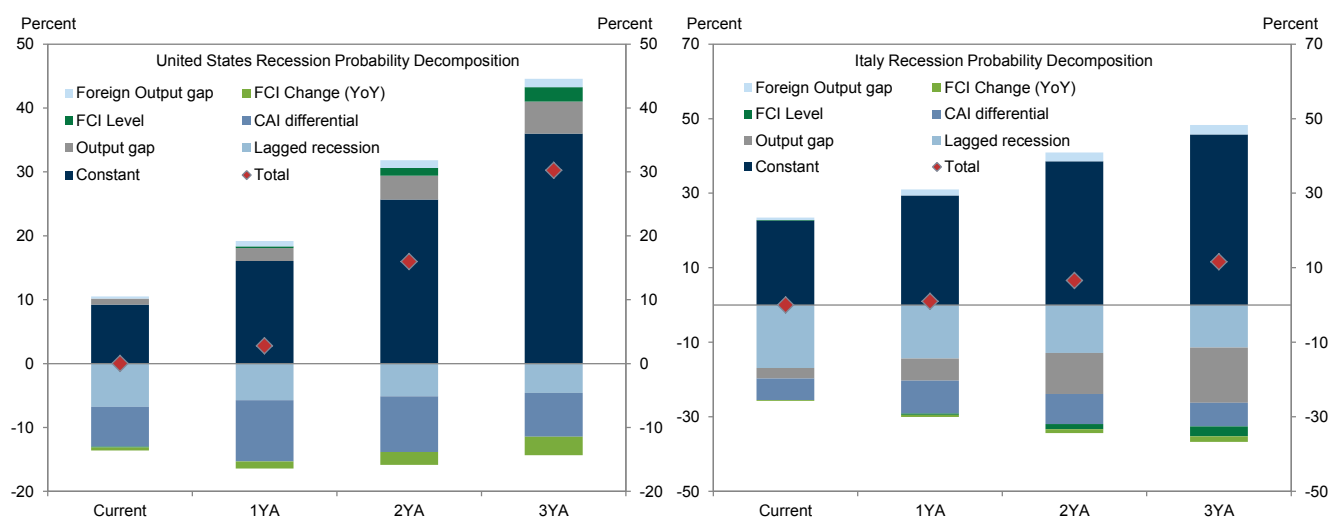 Percent
Percent
United States Recession Probability Decomposition
Foreign Output gap
FCI Change (YoY)
FCI Level
CAI differential
Output gap
Lagged recession
Constant
Total
50
40
30
20
10
0
-10
-20
50
40
30
20
10
0
-10
-20
Current
1YA
2YA
3YA
Percent
Percent
Italy Recession Probability Decomposition
Foreign Output gap
FCI Change (YoY)
FCI Level
CAI differential
Output gap
Lagged recession
Constant
Total
70
50
30
10
-10
-30
-50
70
50
30
10
-10
-30
-50
Current
1YA
2YA
3YA